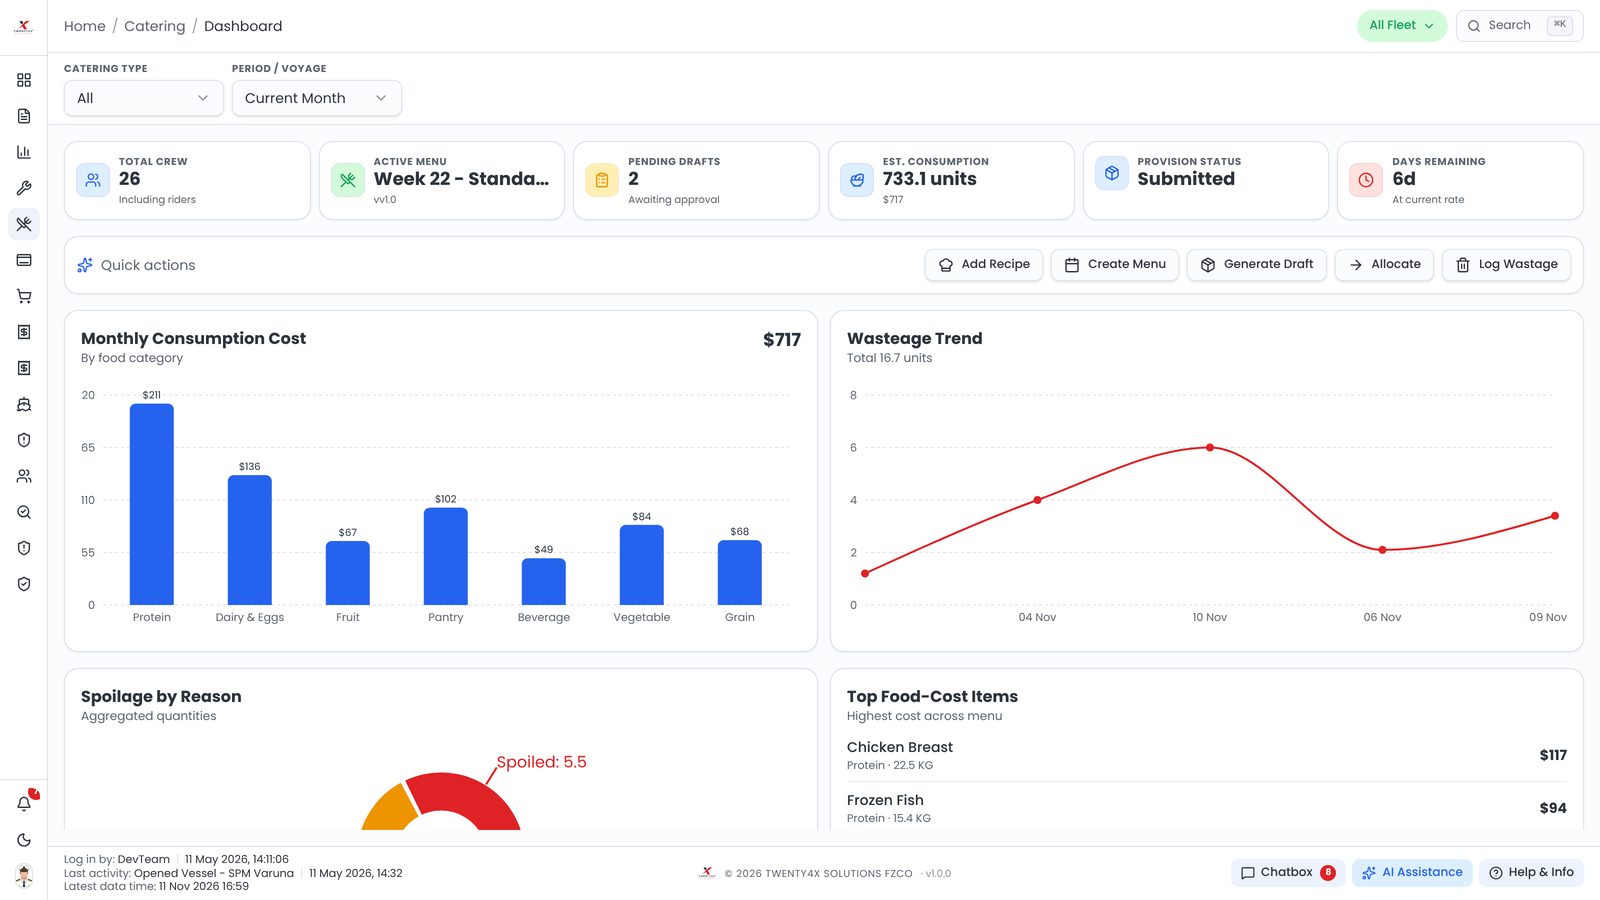 Home / Catering / Dashboard
All Fleet
Search
⌘K
CATERING TYPE
All
PERIOD / VOYAGE
Current Month
TOTAL CREW
26
Including riders
ACTIVE MENU
Week 22 - Standa...
vv1.0
PENDING DRAFTS
2
Awaiting approval
EST. CONSUMPTION
733.1 units
$717
PROVISION STATUS
Submitted
DAYS REMAINING
6d
At current rate
Quick actions
Add Recipe
Create Menu
Generate Draft
Allocate
Log Wastage
Monthly Consumption Cost
By food category
$717
20
65
110
55
0
$211
$136
$67
$102
$49
$84
$68
Protein
Dairy & Eggs
Fruit
Pantry
Beverage
Vegetable
Grain
Wasteage Trend
Total 16.7 units
8
6
4
2
0
04 Nov
10 Nov
06 Nov
09 Nov
Spoilage by Reason
Aggregated quantities
Spoiled: 5.5
Top Food-Cost Items
Highest cost across menu
Chicken Breast
Protein · 22.5 KG
$117
Frozen Fish
Protein · 15.4 KG
$94
Log in by: DevTeam | 11 May 2026, 14:11:06
Last activity: Opened Vessel - SPM Varuna | 11 May 2026, 14:32
Latest data time: 11 Nov 2026 16:59
© 2026 TWENTY4X SOLUTIONS FZCO · v1.0.0
Chatbox 8
AI Assistance
Help & Info